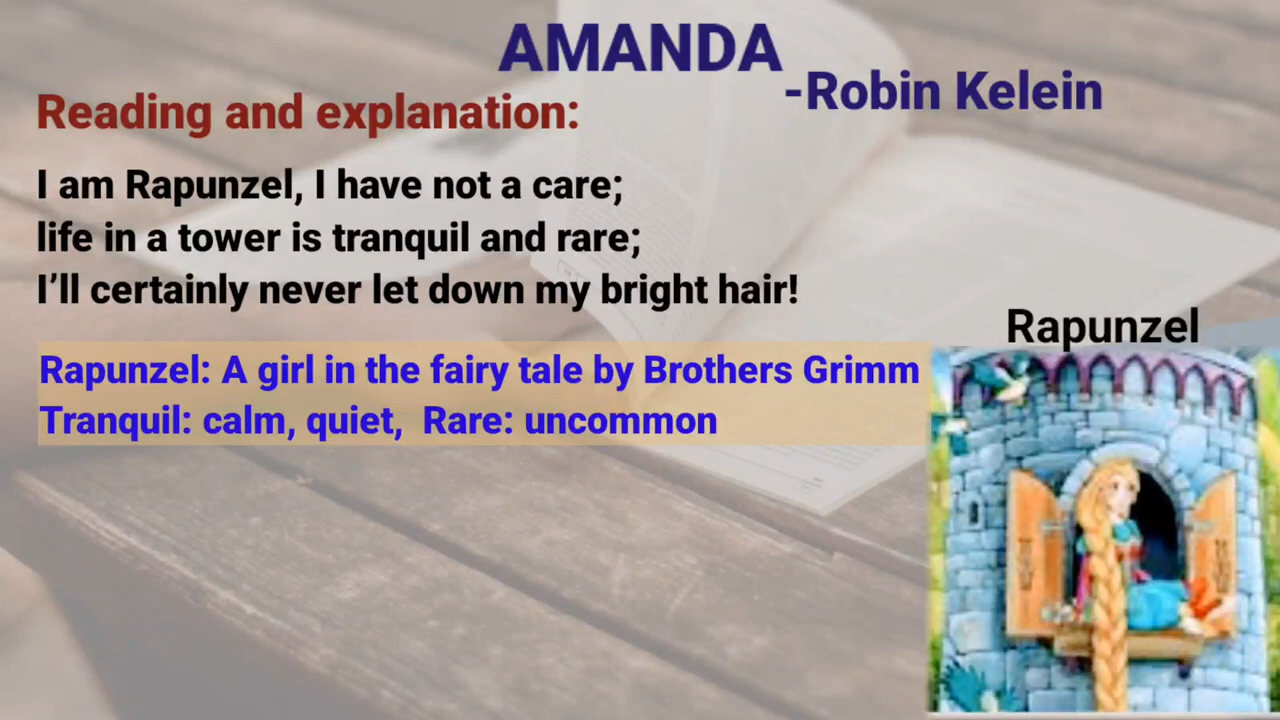 AMANDA
-Robin Kelein
Reading and explanation:
I am Rapunzel, I have not a care;
life in a tower is tranquil and rare;
I'll certainly never let down my bright hair!
Rapunzel
Rapunzel: A girl in the fairy tale by Brothers Grimm
Tranquil: calm, quiet, Rare: uncommon